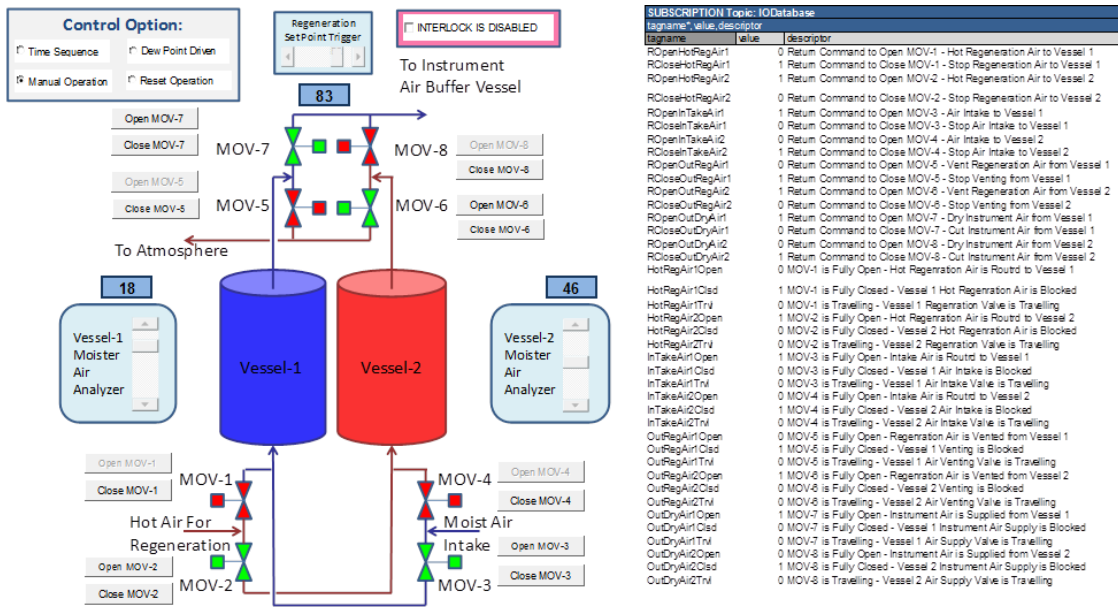 Control Option:
Time Sequence
Dew Point Driven
Manual Operation
Reset Operation
Regeneration
SetPoint Trigger
83
INTERLOCK IS DISABLED
To Instrument
Air Buffer Vessel
Open MOV-7
Close MOV-7
MOV-7
MOV-8
Open MOV-8
Close MOV-8
Open MOV-5
Close MOV-5
MOV-5
MOV-6
Open MOV-6
Close MOV-6
To Atmosphere
18
46
Vessel-1
Moister
Air
Analyzer
Vessel-1
Vessel-2
Vessel-2
Moister
Air
Analyzer
Open MOV-1
Close MOV-1
MOV-1
MOV-4
Open MOV-4
Close MOV-4
Hot Air For
Regeneration
Moist Air
Intake
Open MOV-2
Close MOV-2
MOV-2
MOV-3
Open MOV-3
Close MOV-3
SUBSCRIPTION Topic: IODatabase
tagname*,value,descriptor
tagname value descriptor
ROpenHotRegAir1 0 Return Command to Open MOV-1 - Hot Regeneration Air to Vessel 1
RCloseHotRegAir1 1 Return Command to Close MOV-1 - Stop Regeneration Air to Vessel 1
ROpenHotRegAir2 1 Return Command to Open MOV-2 - Hot Regeneration Air to Vessel 2
RCloseHotRegAir2 0 Return Command to Close MOV-2 - Stop Regeneration Air to Vessel 2
ROpenInTakeAir1 1 Return Command to Open MOV-3 - Air Intake to Vessel 1
RCloseInTakeAir1 0 Return Command to Close MOV-3 - Stop Air Intake to Vessel 1
ROpenInTakeAir2 0 Return Command to Open MOV-4 - Air Intake to Vessel 2
RCloseInTakeAir2 1 Return Command to Close MOV-4 - Stop Air Intake to Vessel 2
ROpenOutRegAir1 0 Return Command to Open MOV-5 - Vent Regeneration Air from Vessel 1
RCloseOutRegAir1 1 Return Command to Close MOV-5 - Stop Venting from Vessel 1
ROpenOutRegAir2 1 Return Command to Open MOV-6 - Vent Regeneration Air from Vessel 2
RCloseOutRegAir2 0 Return Command to Close MOV-6 - Stop Venting from Vessel 2
ROpenOutDryAir1 1 Return Command to Open MOV-7 - Dry Instrument Air from Vessel 1
RCloseOutDryAir1 0 Return Command to Close MOV-7 - Cut Instrument Air from Vessel 1
ROpenOutDryAir2 0 Return Command to Open MOV-8 - Dry Instrument Air from Vessel 2
RCloseOutDryAir2 1 Return Command to Close MOV-8 - Cut Instrument Air from Vessel 2
HotRegAir1Open 0 MOV-1 is Fully Open - Hot Regenration Air is Routrd to Vessel 1
HotRegAir1Clsd 1 MOV-1 is Fully Closed - Vessel 1 Hot Regenration Air is Blocked
HotRegAir1Trvl 0 MOV-1 is Travelling - Vessel 1 Regenration Valve is Travelling
HotRegAir2Open 1 MOV-2 is Fully Open - Hot Regenration Air is Routrd to Vessel 2
HotRegAir2Clsd 0 MOV-2 is Fully Closed - Vessel 2 Hot Regenration Air is Blocked
HotRegAir2Trvl 0 MOV-2 is Travelling - Vessel 2 Regenration Valve is Travelling
InTakeAir1Open 1 MOV-3 is Fully Open - Intake Air is Routrd to Vessel 1
InTakeAir1Clsd 0 MOV-3 is Fully Closed - Vessel 1 Air Intake is Blocked
InTakeAir1Trvl 0 MOV-3 is Travelling - Vessel 1 Air Intake Valve is Travelling
InTakeAir2Open 0 MOV-4 is Fully Open - Intake Air is Routrd to Vessel 2
InTakeAir2Clsd 1 MOV-4 is Fully Closed - Vessel 2 Air Intake is Blocked
InTakeAir2Trvl 0 MOV-4 is Travelling - Vessel 2 Air Intake Valve is Travelling
OutRegAir1Open 0 MOV-5 is Fully Open - Regenration Air is Vented from Vessel 1
OutRegAir1Clsd 1 MOV-5 is Fully Closed - Vessel 1 Venting is Blocked
OutRegAir1Trvl 0 MOV-5 is Travelling - Vessel 1 Air Venting Valve is Travelling
OutRegAir2Open 1 MOV-6 is Fully Open - Regenration Air is Vented from Vessel 2
OutRegAir2Clsd 0 MOV-6 is Fully Closed - Vessel 2 Venting is Blocked
OutRegAir2Trvl 0 MOV-6 is Travelling - Vessel 2 Air Venting Valve is Travelling
OutDryAir1Open 1 MOV-7 is Fully Open - Instrument Air is Supplied from Vessel 1
OutDryAir1Clsd 0 MOV-7 is Fully Closed - Vessel 1 Instrument Air Supply is Blocked
OutDryAir1Trvl 0 MOV-7 is Travelling - Vessel 1 Air Supply Valve is Travelling
OutDryAir2Open 0 MOV-8 is Fully Open - Instrument Air is Supplied from Vessel 2
OutDryAir2Clsd 1 MOV-8 is Fully Closed - Vessel 2 Instrument Air Supply is Blocked
OutDryAir2Trvl 0 MOV-8 is Travelling - Vessel 2 Air Supply Valve is Travelling